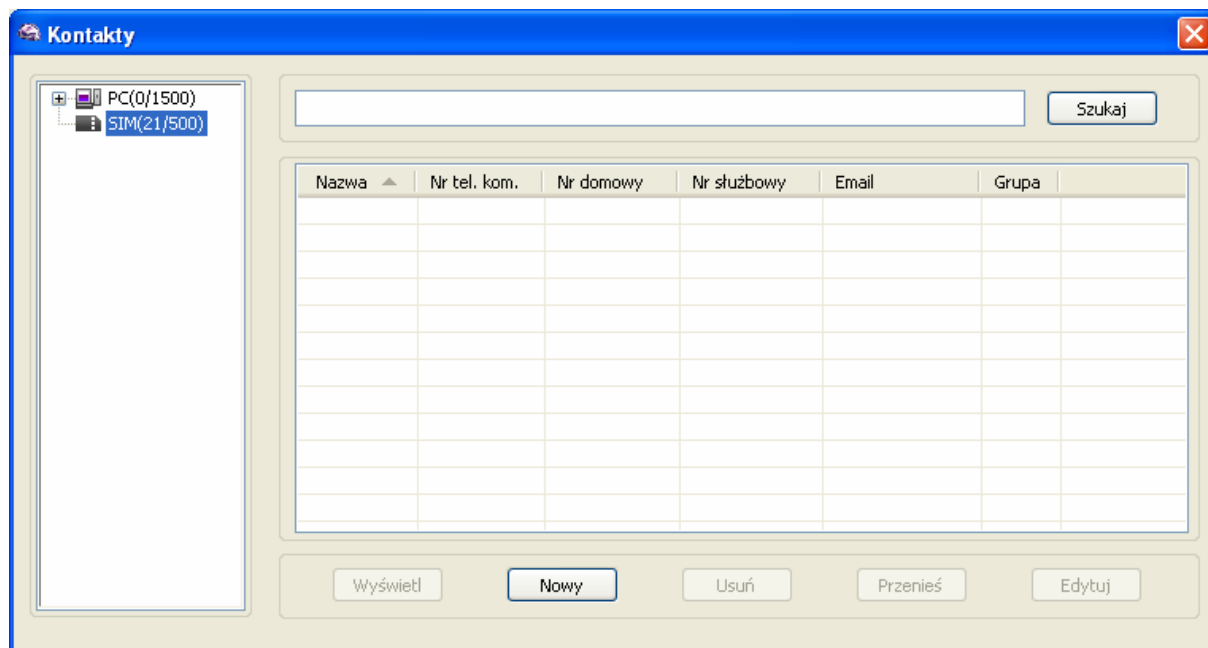 Kontakty
PC(0/1500)
SIM(21/500)
Szukaj
Nazwa Nr tel. kom. Nr domowy Nr służbowy Email Grupa
Wyświetl Nowy Usuń Przenieś Edytuj